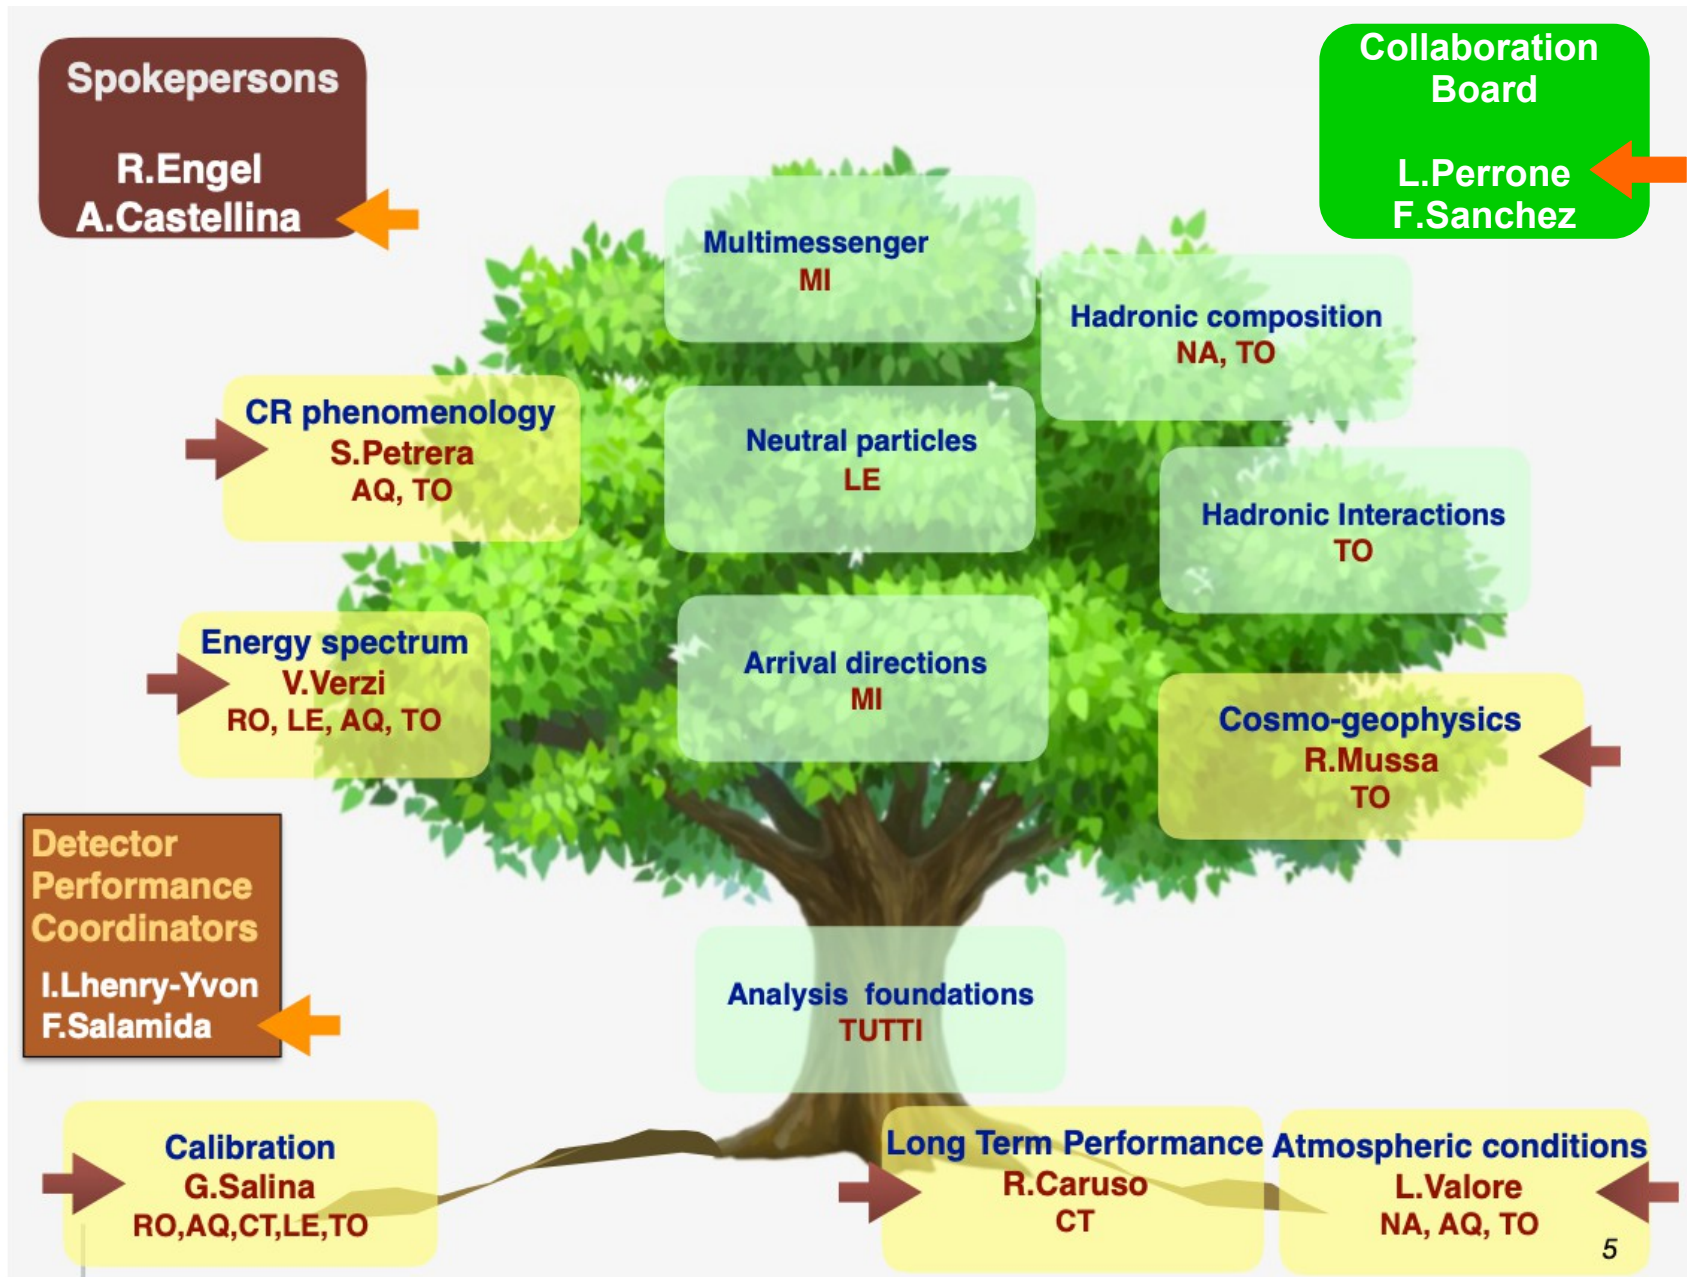 Spokepersons
R.Engel
A.Castellina
Collaboration
Board
L.Perrone
F.Sanchez
Multimessenger
MI
Hadronic composition
NA, TO
CR phenomenology
S.Petrera
AQ, TO
Neutral particles
LE
Hadronic Interactions
TO
Energy spectrum
V.Verzi
RO, LE, AQ, TO
Arrival directions
MI
Cosmo-geophysics
R.Mussa
TO
Detector
Performance
Coordinators
I.Lhenry-Yvon
F.Salamida
Analysis foundations
TUTTI
Calibration
G.Salina
RO,AQ,CT,LE,TO
Long Term Performance
R.Caruso
CT
Atmospheric conditions
L.Valore
NA, AQ, TO
5